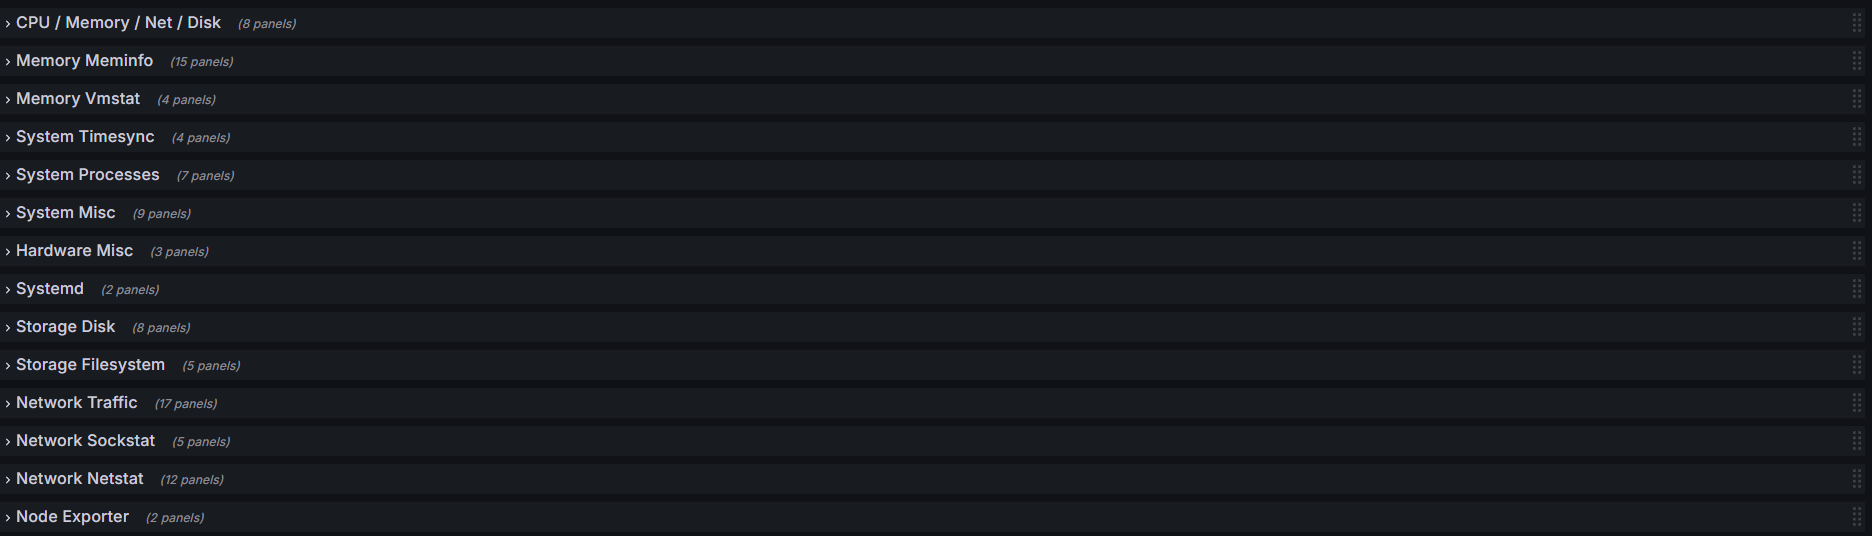 CPU / Memory / Net / Disk (8 panels)
Memory Meminfo (15 panels)
Memory Vmstat (4 panels)
System Timesync (4 panels)
System Processes (7 panels)
System Misc (9 panels)
Hardware Misc (3 panels)
Systemd (2 panels)
Storage Disk (8 panels)
Storage Filesystem (5 panels)
Network Traffic (17 panels)
Network Sockstat (5 panels)
Network Netstat (12 panels)
Node Exporter (2 panels)